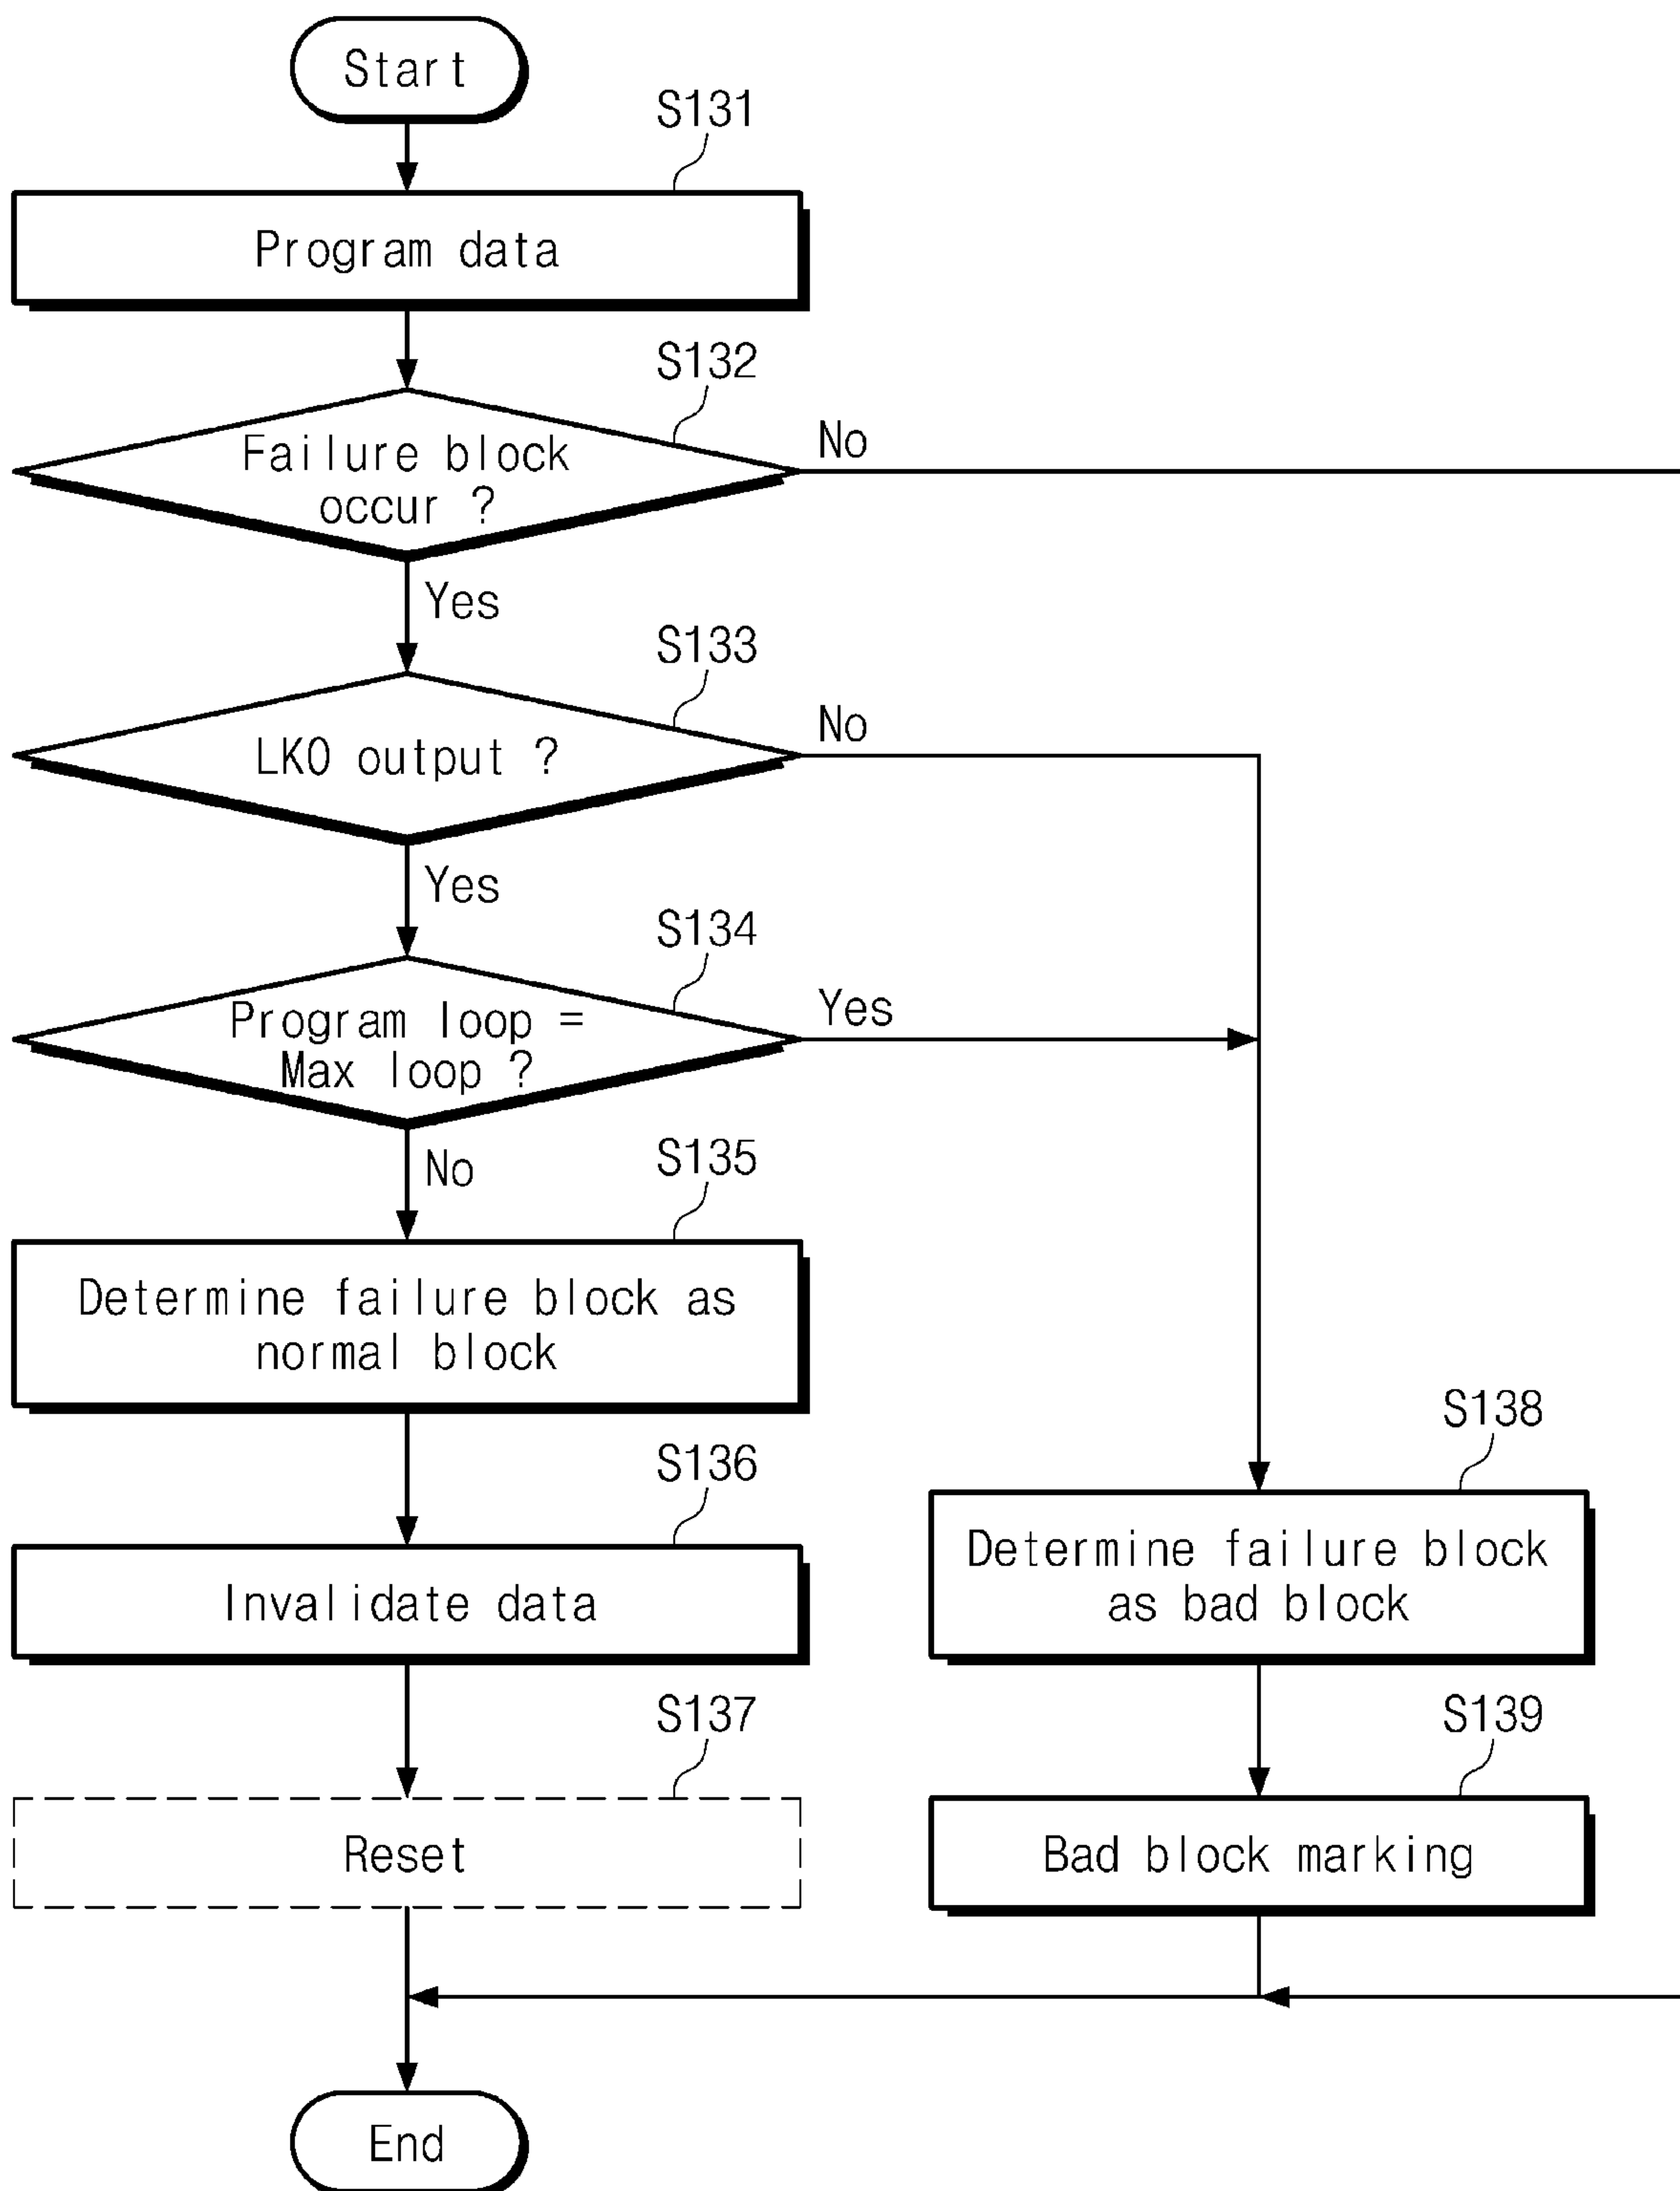 Start
S131
Program data
S132
Failure block
occur ?
No
Yes
S133
LKO output ?
No
Yes
S134
Program loop =
Max loop ?
Yes
No
S135
Determine failure block as
normal block
S138
Determine failure block
as bad block
S136
Invalidate data
S137
Reset
S139
Bad block marking
End